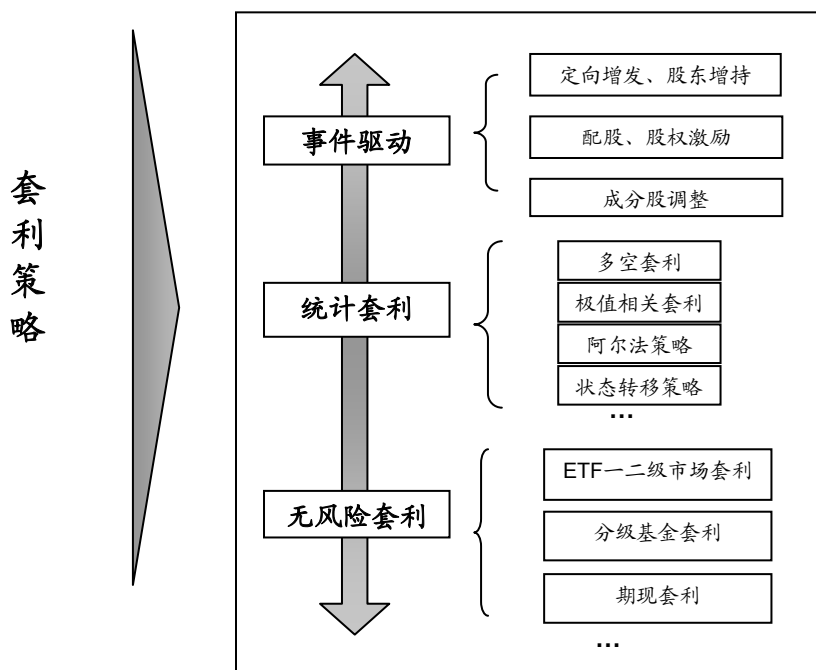 套利策略
事件驱动
定向增发、股东增持
配股、股权激励
成分股调整
统计套利
多空套利
极值相关套利
阿尔法策略
状态转移策略
...
无风险套利
ETF一二级市场套利
分级基金套利
期现套利
...